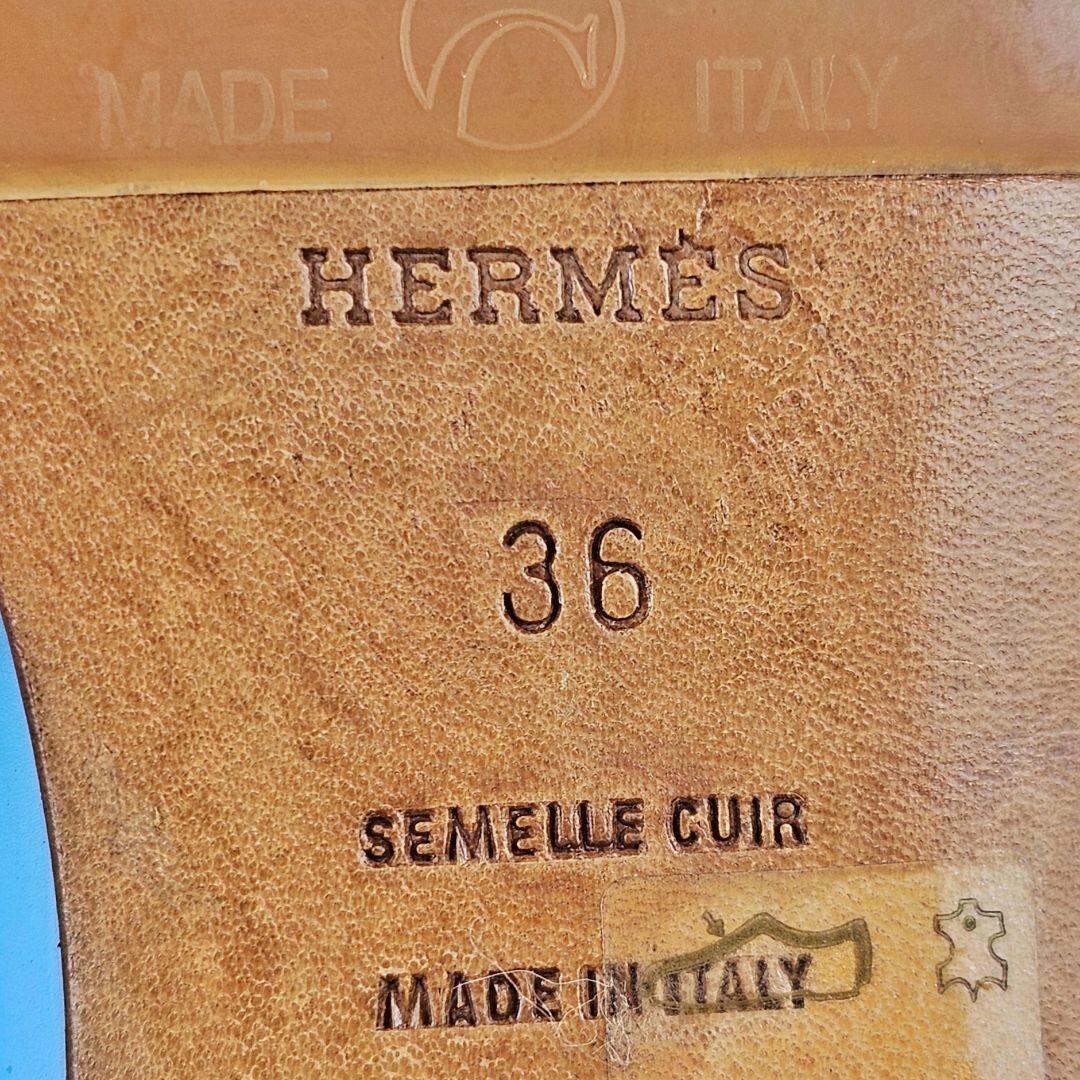 MADE ITALY
HERMÈS
36
SEMELLE CUIR
MADE IN ITALY